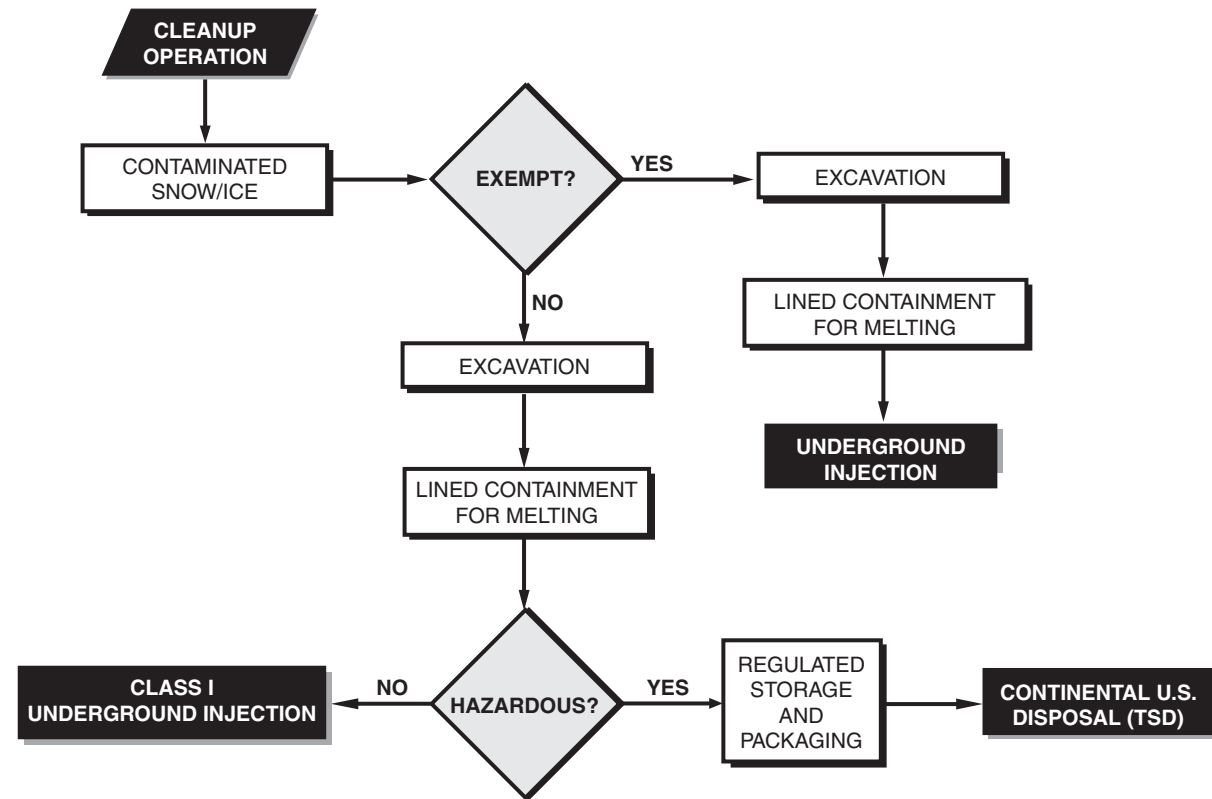 CLEANUP
OPERATION
CONTAMINATED
SNOW/ICE
EXEMPT?
YES
EXCAVATION
LINED CONTAINMENT
FOR MELTING
UNDERGROUND
INJECTION
NO
EXCAVATION
LINED CONTAINMENT
FOR MELTING
HAZARDOUS?
NO
CLASS I
UNDERGROUND INJECTION
YES
REGULATED
STORAGE
AND
PACKAGING
CONTINENTAL U.S.
DISPOSAL (TSD)